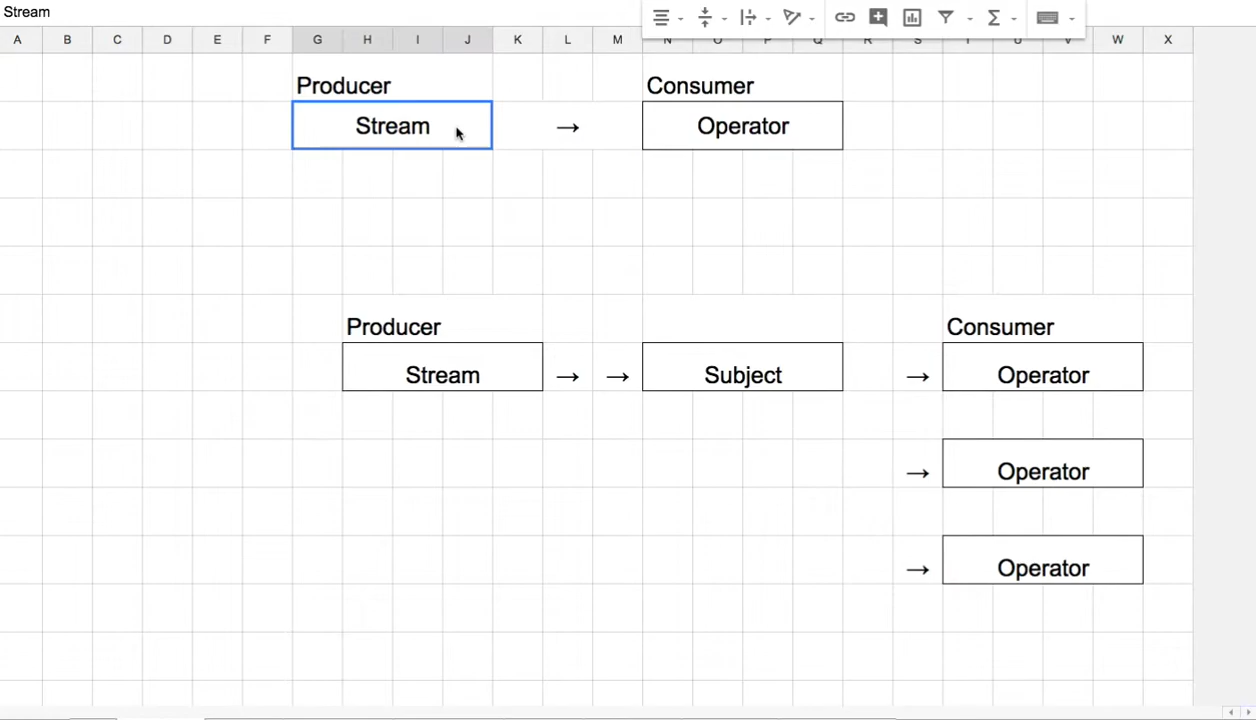 Stream
A B C D E F G H I J K L M N O P Q R S T U V W X
Producer Consumer
Stream → Operator
Producer Consumer
Stream → → Subject → Operator
→ Operator
→ Operator